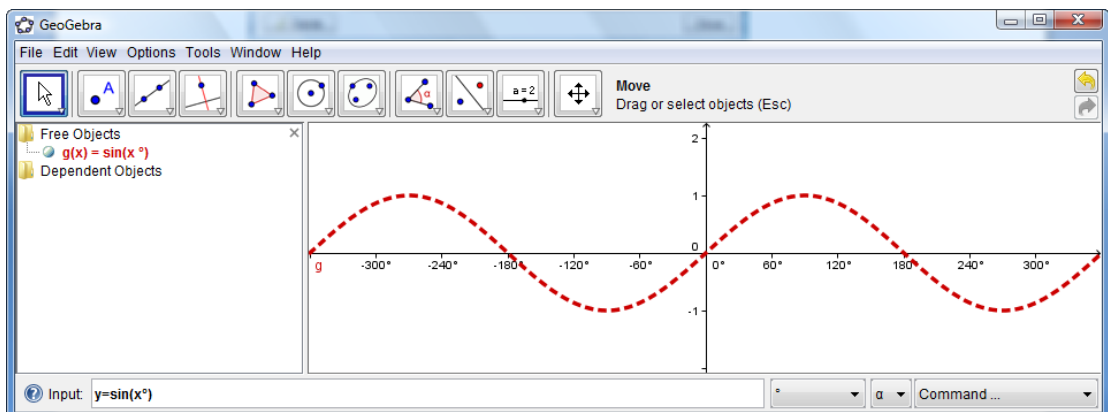 GeoGebra
File Edit View Options Tools Window Help
A
α
a=2
Move
Drag or select objects (Esc)
Free Objects
g(x) = sin(x °)
Dependent Objects
2
1
0
-1
g
-300° -240° -180° -120° -60° 0° 60° 120° 180° 240° 300°
Input: y=sin(x°)
° α Command ...